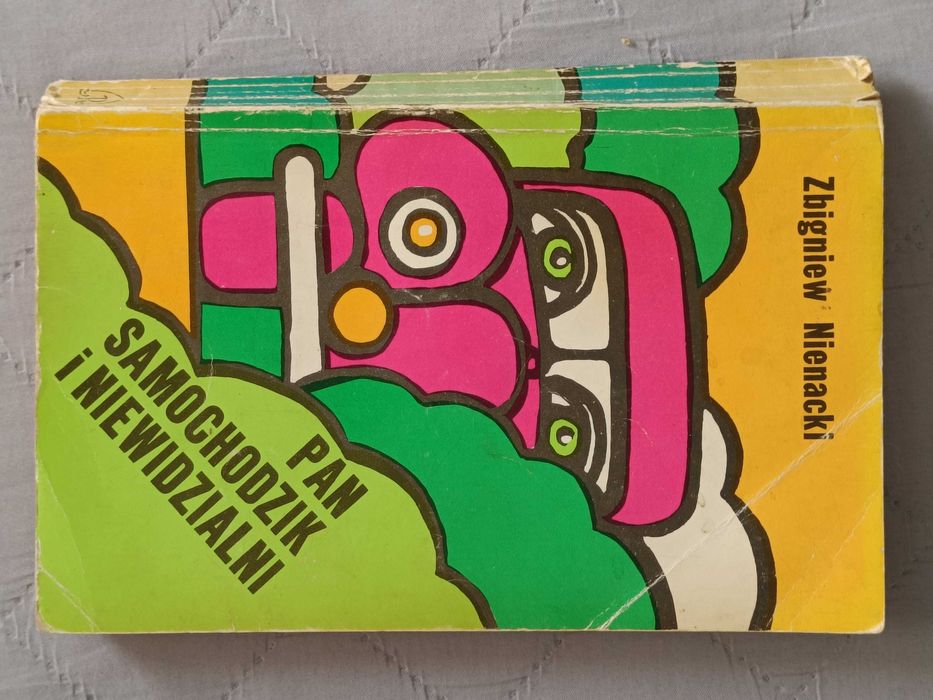 Zbigniew Nienacki
PAN
SAMOCHODZIK
i NIEWIDZIALNI